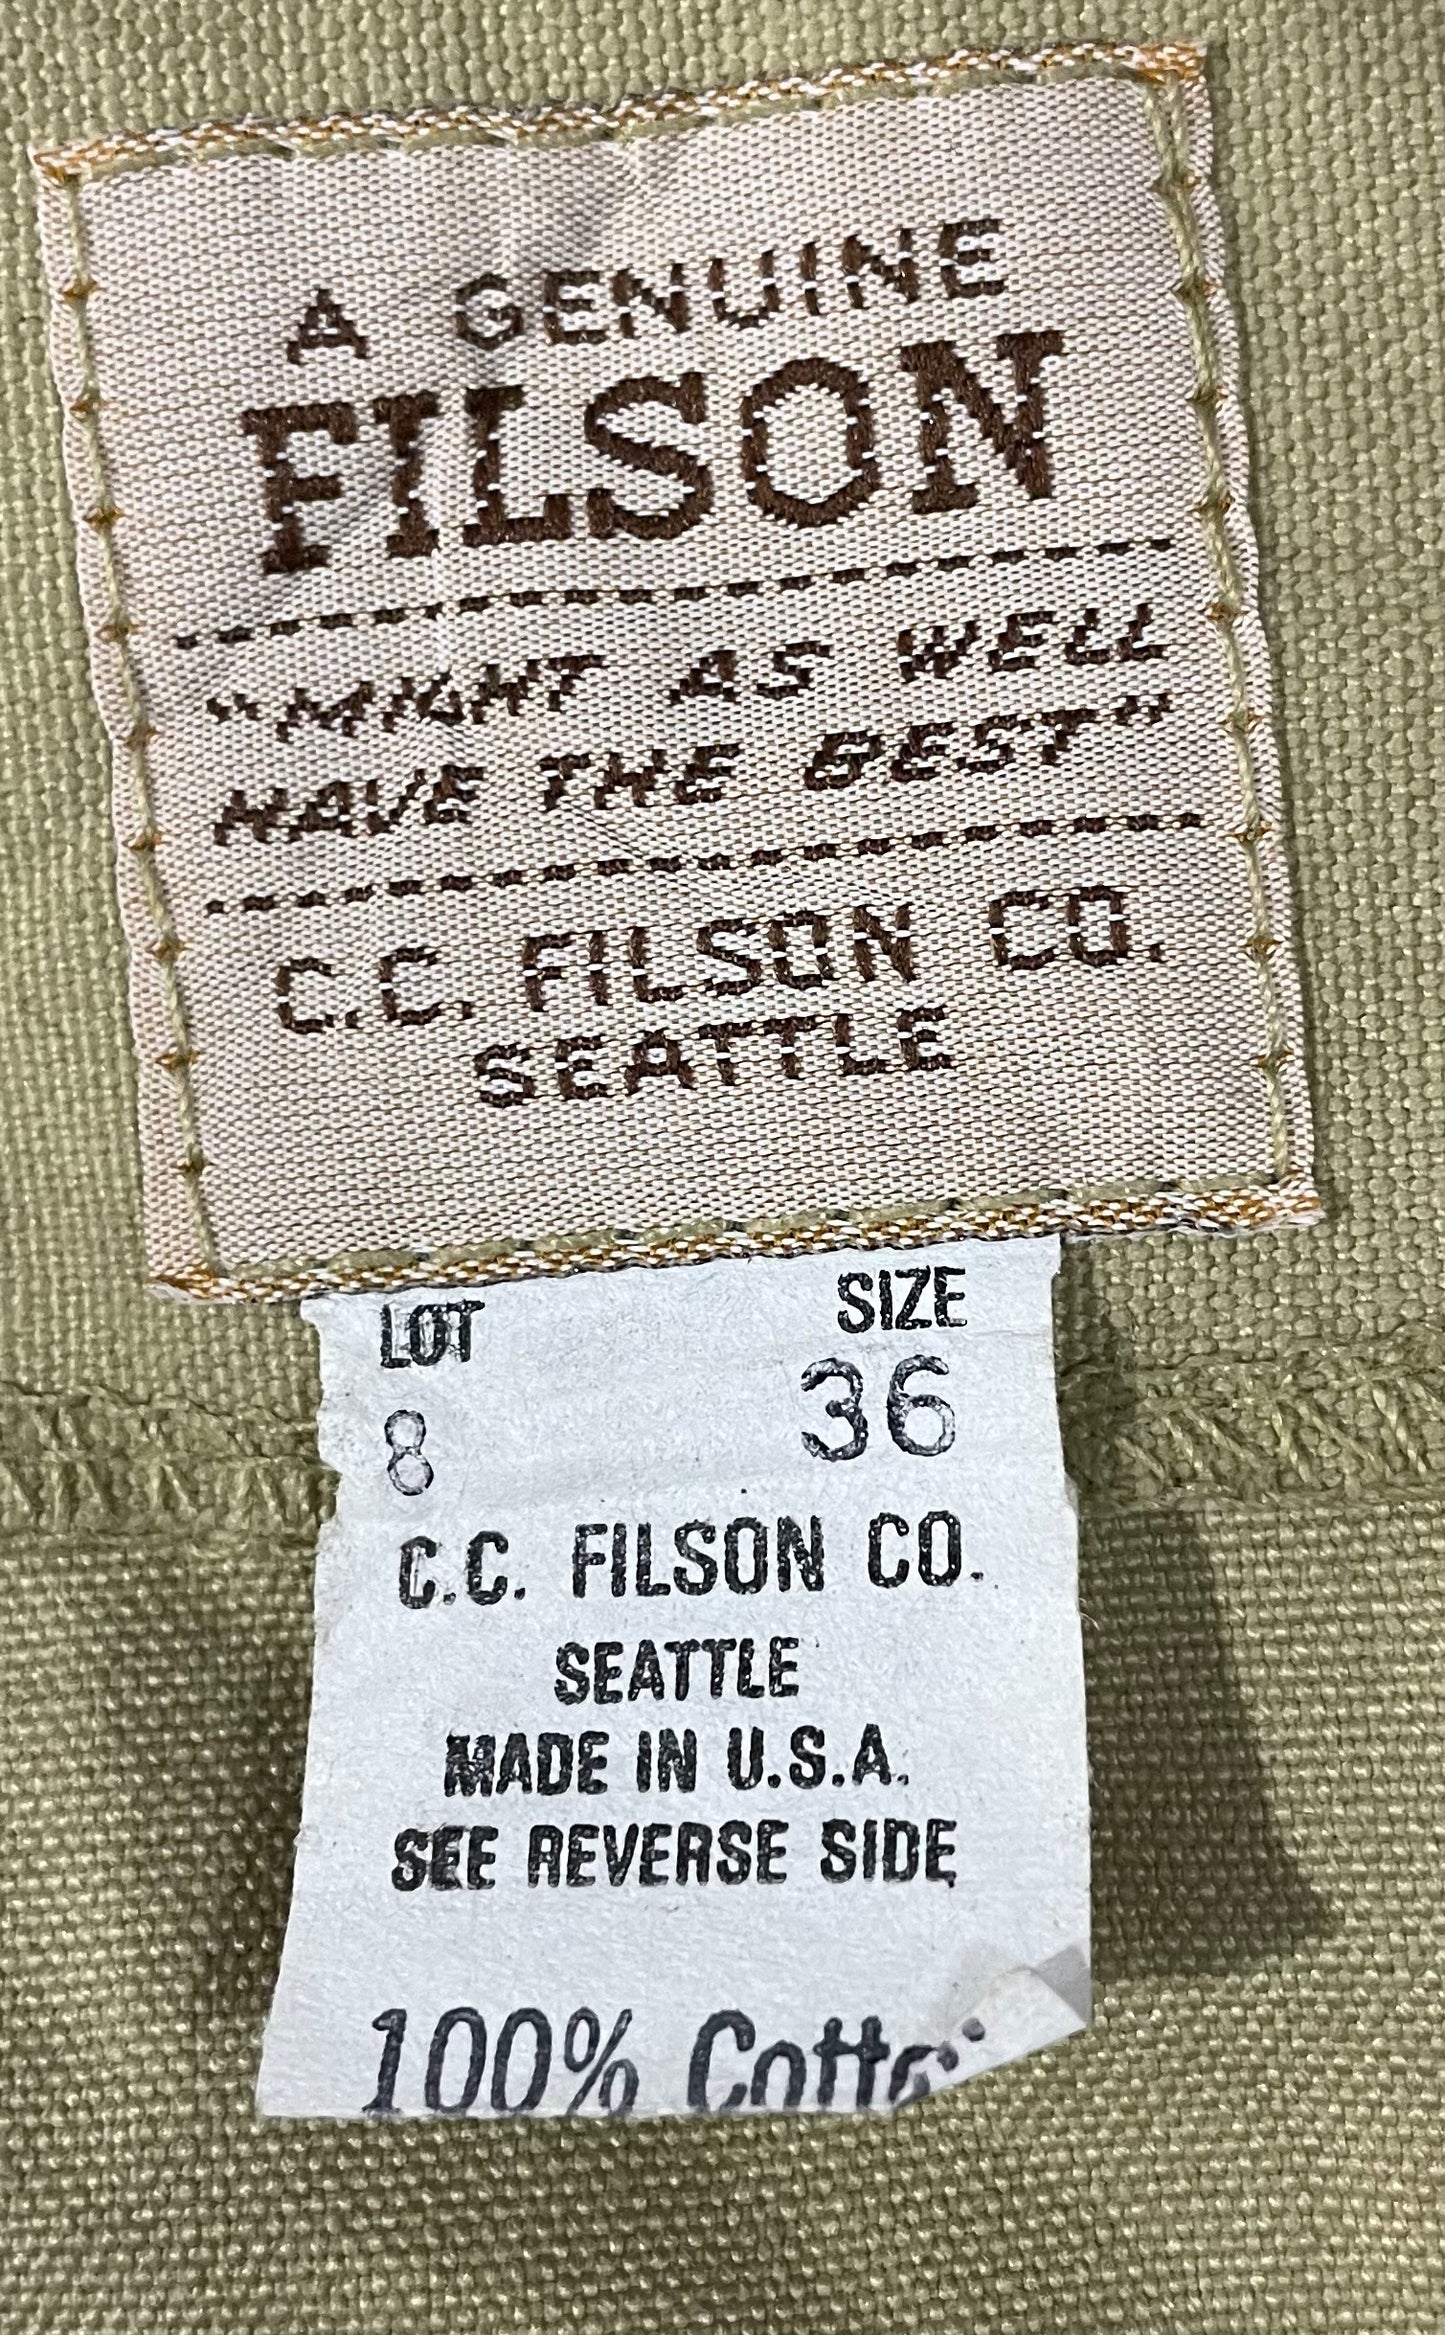 A GENUINE
FILSON
"MIGHT AS WELL
HAVE THE BEST"
C.C. FILSON CO.
SEATTLE
LOT SIZE
8 36
C.C. FILSON CO.
SEATTLE
MADE IN U.S.A.
SEE REVERSE SIDE
100%